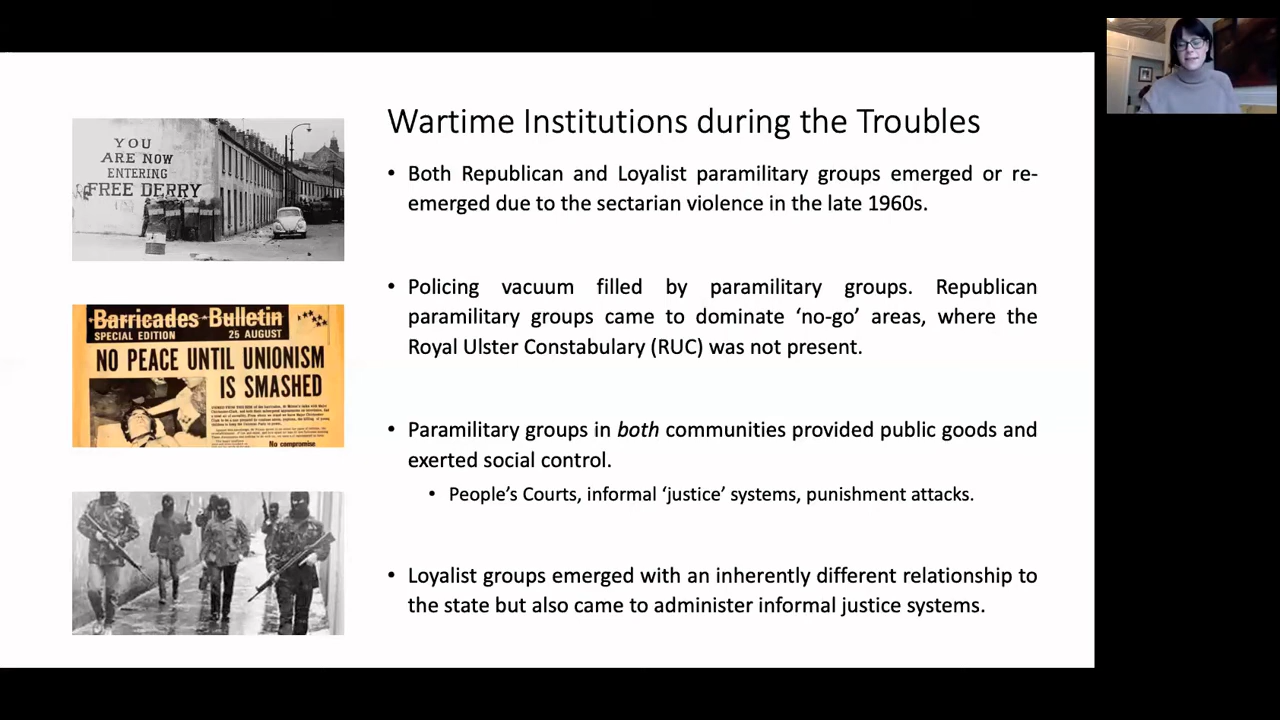 Wartime Institutions during the Troubles
• Both Republican and Loyalist paramilitary groups emerged or re-
emerged due to the sectarian violence in the late 1960s.
• Policing vacuum filled by paramilitary groups. Republican
paramilitary groups came to dominate ‘no-go’ areas, where the
Royal Ulster Constabulary (RUC) was not present.
• Paramilitary groups in both communities provided public goods and
exerted social control.
• People’s Courts, informal ‘justice’ systems, punishment attacks.
• Loyalist groups emerged with an inherently different relationship to
the state but also came to administer informal justice systems.
YOU
ARE NOW
ENTERING
FREE DERRY
Barricades Bulletin
SPECIAL EDITION 25 AUGUST
NO PEACE UNTIL UNIONISM
IS SMASHED
No compromise